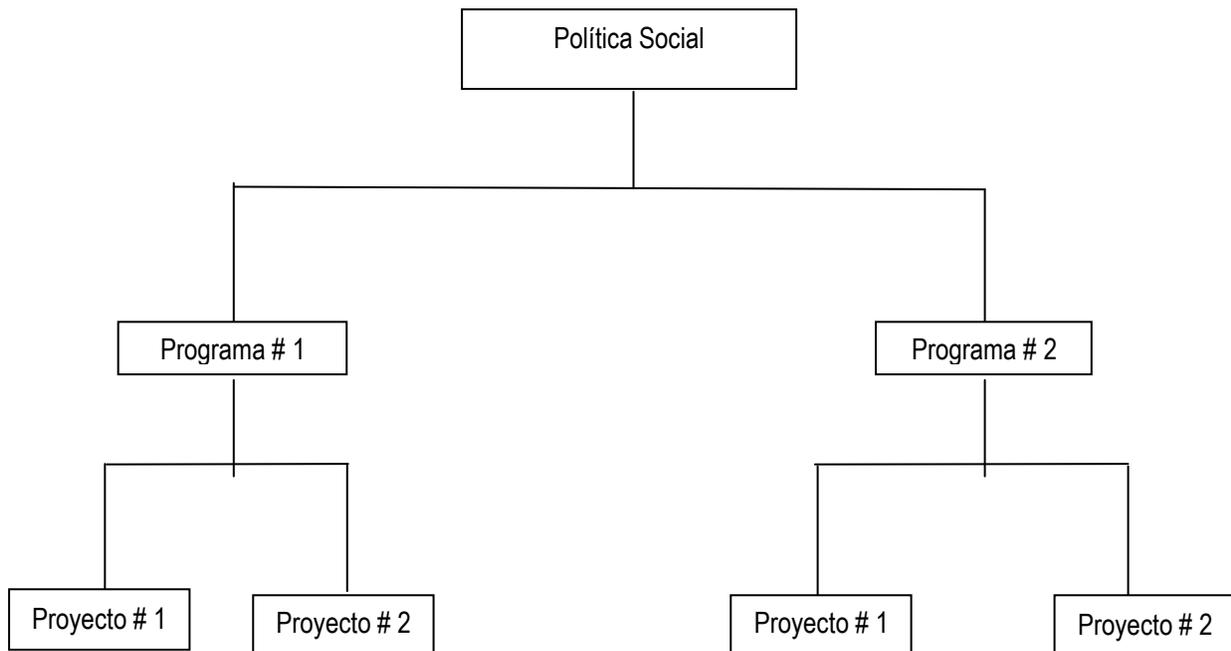 Política Social
Programa # 1
Programa # 2
Proyecto # 1
Proyecto # 2
Proyecto # 1
Proyecto # 2